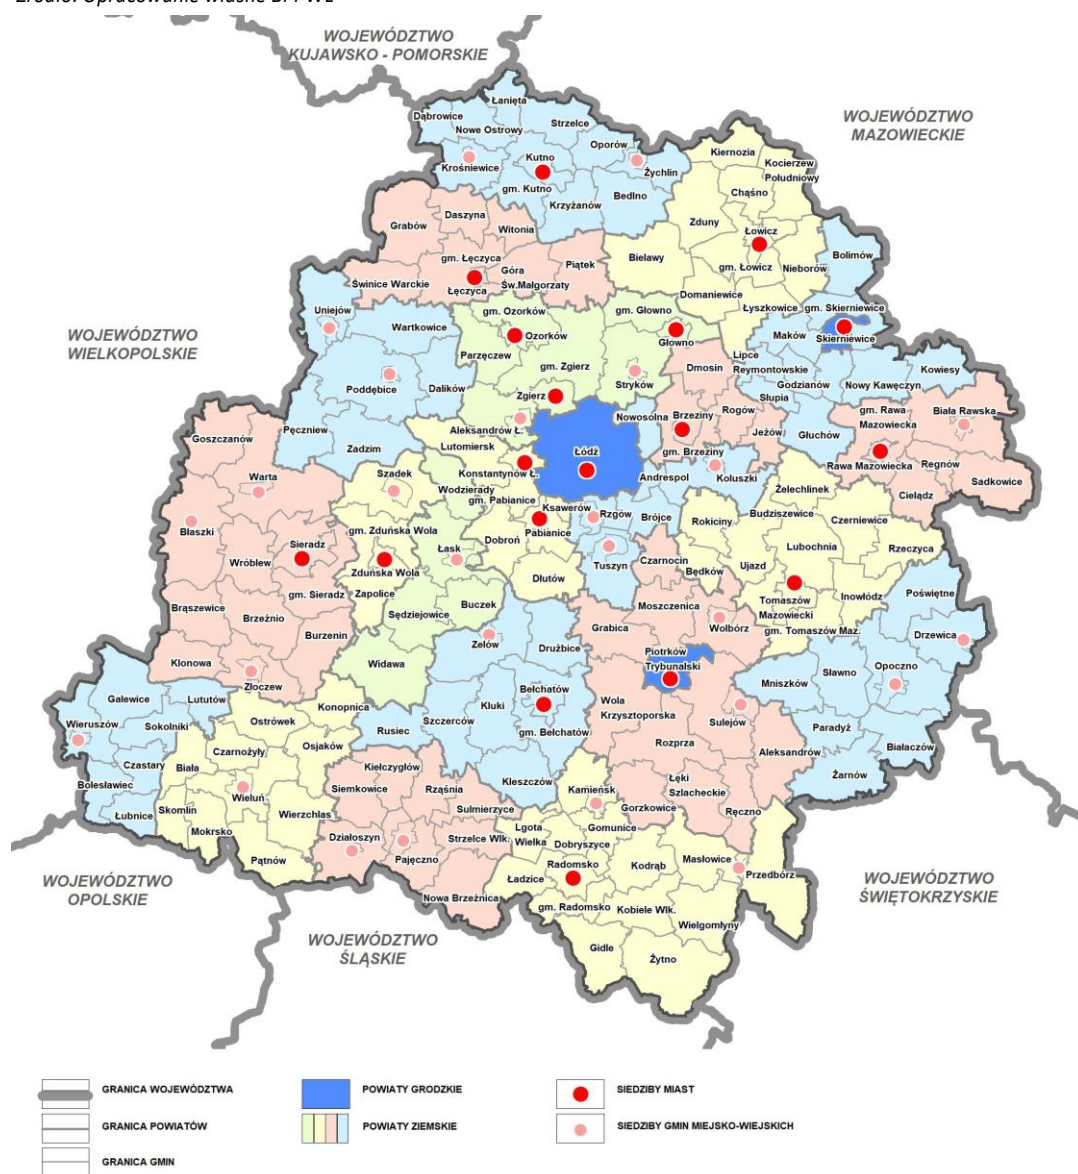 WOJEWÓDZTWO
KUJAWSKO - POMORSKIE
WOJEWÓDZTWO
MAZOWIECKIE
Łanięta
Dąbrowice
Nowe Ostrowy
Strzelce
Oporów
Kutno
Krośniewice
Żychlin
gm. Kutno
Bedlno
Krzyżanów
Kiernozia
Kocierzew
Południowy
Chąśno
Zduny
Łowicz
Bielawy
gm. Łowicz
Nieborów
Bolimów
Domaniewice
Łyszkowice
Daszyna
Grabów
Witonia
gm. Łęczyca
Góra
Św.Małgorzaty
Piątek
Świnice Warckie
Łęczyca
WOJEWÓDZTWO
WIELKOPOLSKIE
Uniejów
Wartkowice
Poddębice
Dalików
Pęczniew
Zadzim
gm. Ozorków
Ozorków
gm. Głowno
Głowno
Parzęczew
gm. Zgierz
Stryków
Zgierz
Aleksandrów Ł.
gm. Skierniewice
Skierniewice
Maków
Lipce
Reymontowskie
Godzianów
Słupia
Nowy Kawęczyn
Kowiesy
Głuchów
Dmosin
Nowosolna
Brzeziny
Rogów
Jeżów
gm. Brzeziny
gm. Rawa
Mazowiecka
Biała Rawska
Rawa Mazowiecka
Regnów
Sadkowice
Cielądz
Goszczanów
Warta
Błaszki
Wróblew
Sieradz
gm. Sieradz
Brąszewice
Brzeźnio
Burzenin
Klonowa
Złoczew
Lutomiersk
Konstantynów Ł.
Łódź
Andrespol
Koluszki
Szadek
Wodzierady
gm. Pabianice
Ksawerów
Rzgów
Brójce
Rokiciny
Pabianice
Dobroń
Dłutów
Tuszyn
gm. Zduńska Wola
Zduńska Wola
Zapolice
Łask
Buczek
Sędziejowice
Widawa
Żelechlinek
Budziszewice
Czerniewice
Lubochnia
Rzeczyca
Ujazd
Będków
Czarnocin
Tomaszów
Mazowiecki
Inowłódz
gm. Tomaszów Maz.
Poświętne
Drzewica
Moszczenica
Wolbórz
Grabica
Piotrków
Trybunalski
Mniszków
Sławno
Opoczno
Paradyż
Białaczów
Żarnów
Zelów
Drużbice
Bełchatów
Kluki
gm. Bełchatów
Szczerców
Rusiec
Kleszczów
Wola
Krzysztoporska
Sulejów
Rozprza
Aleksandrów
Łęki
Szlacheckie
Gorzkowice
Ręczno
Galewice
Lututów
Wieruszów
Sokolniki
Czastary
Bolesławiec
Łubnice
Konopnica
Ostrówek
Osjaków
Czarnożyły
Biała
Wieluń
Skomlin
Wierzchlas
Mokrsko
Pątnów
Kiełczygłów
Siemkowice
Rząśnia
Sulmierzyce
Działoszyn
Strzelce Wlk.
Pajęczno
Nowa Brzeźnica
Kamieńsk
Lgota
Wielka
Gomunice
Dobryszyce
Radomsko
Kodrąb
Masłowice
Przedbórz
Ładzice
gm. Radomsko
Kobiele Wlk.
Wielgomłyny
Gidle
Żytno
WOJEWÓDZTWO
OPOLSKIE
WOJEWÓDZTWO
ŚLĄSKIE
WOJEWÓDZTWO
ŚWIĘTOKRZYSKIE
GRANICA WOJEWÓDZTWA
POWIATY GRODZKIE
SIEDZIBY MIAST
GRANICA POWIATÓW
POWIATY ZIEMSKIE
SIEDZIBY GMIN MIEJSKO-WIEJSKICH
GRANICA GMIN